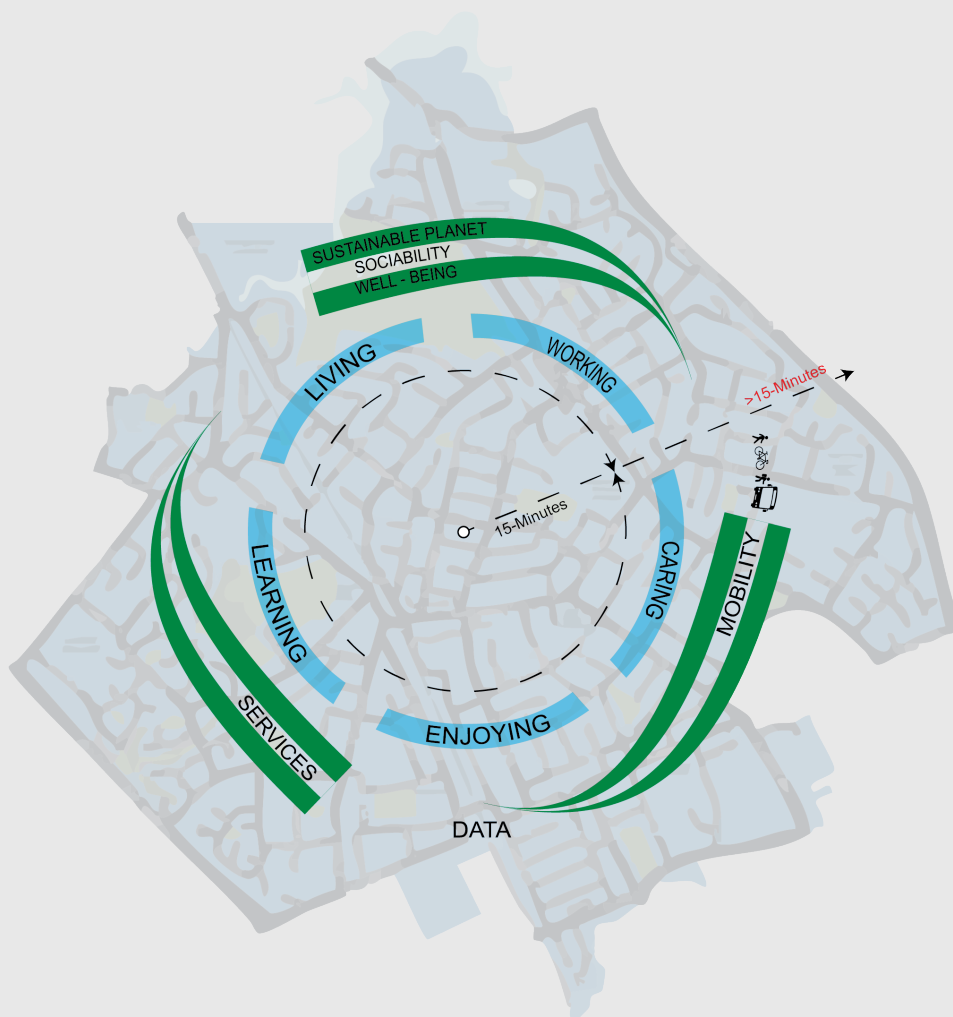 SUSTAINABLE PLANET
SOCIABILITY
WELL - BEING
LIVING
WORKING
>15-Minutes
15-Minutes
LEARNING
CARING
MOBILITY
SERVICES
ENJOYING
DATA